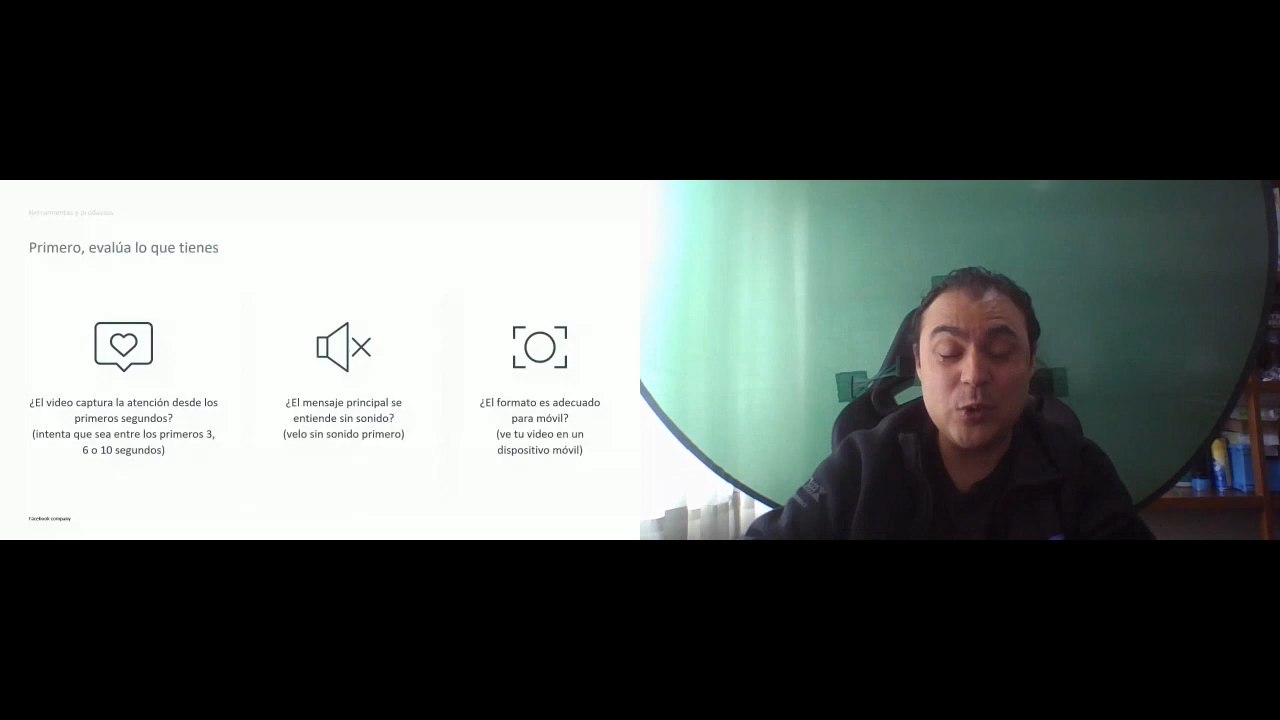 Herramientas y productos
Primero, evalúa lo que tienes
¿El video captura la atención desde los
primeros segundos?
(intenta que sea entre los primeros 3,
6 o 10 segundos)
¿El mensaje principal se
entiende sin sonido?
(velo sin sonido primero)
¿El formato es adecuado
para móvil?
(ve tu video en un
dispositivo móvil)
Facebook company